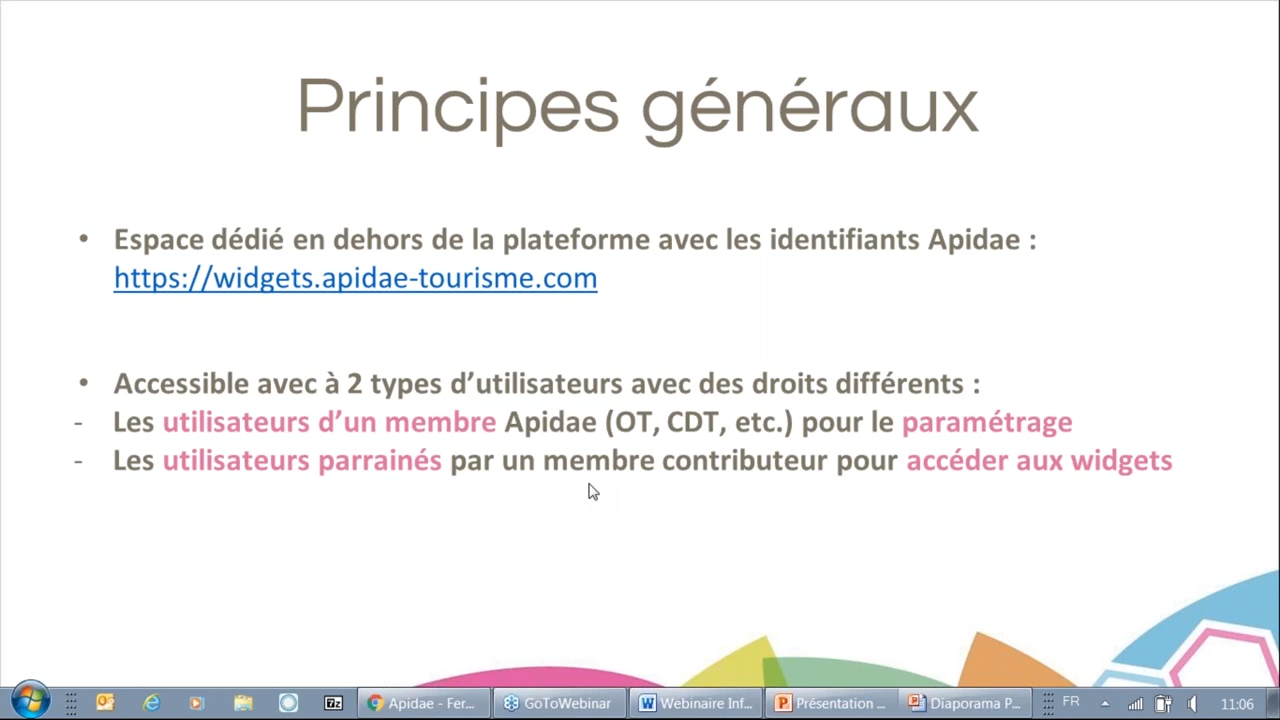 Principes généraux
• Espace dédié en dehors de la plateforme avec les identifiants Apidae :
https://widgets.apidae-tourisme.com
• Accessible avec à 2 types d’utilisateurs avec des droits différents :
- Les utilisateurs d’un membre Apidae (OT, CDT, etc.) pour le paramétrage
- Les utilisateurs parrainés par un membre contributeur pour accéder aux widgets
7z Apidae - Fer... GoToWebinar Webinaire Inf... Présentation ... Diaporama P... FR 11:06